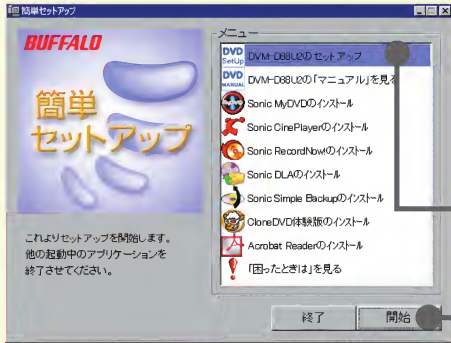 簡単セットアップ
BUFFALO
簡単
セットアップ
これよりセットアップを開始します。
他の起動中のアプリケーションを
終了させてください。
メニュー
DVD SetUp DVM-D88U2のセットアップ
DVD MANUAL DVM-D88U2の「マニュアル」を見る
Sonic MyDVDのインストール
Sonic CinePlayerのインストール
Sonic RecordNow!のインストール
Sonic DLAのインストール
Sonic Simple Backupのインストール
CloneDVD体験版のインストール
Acrobat Readerのインストール
「困ったときは」を見る
終了
開始